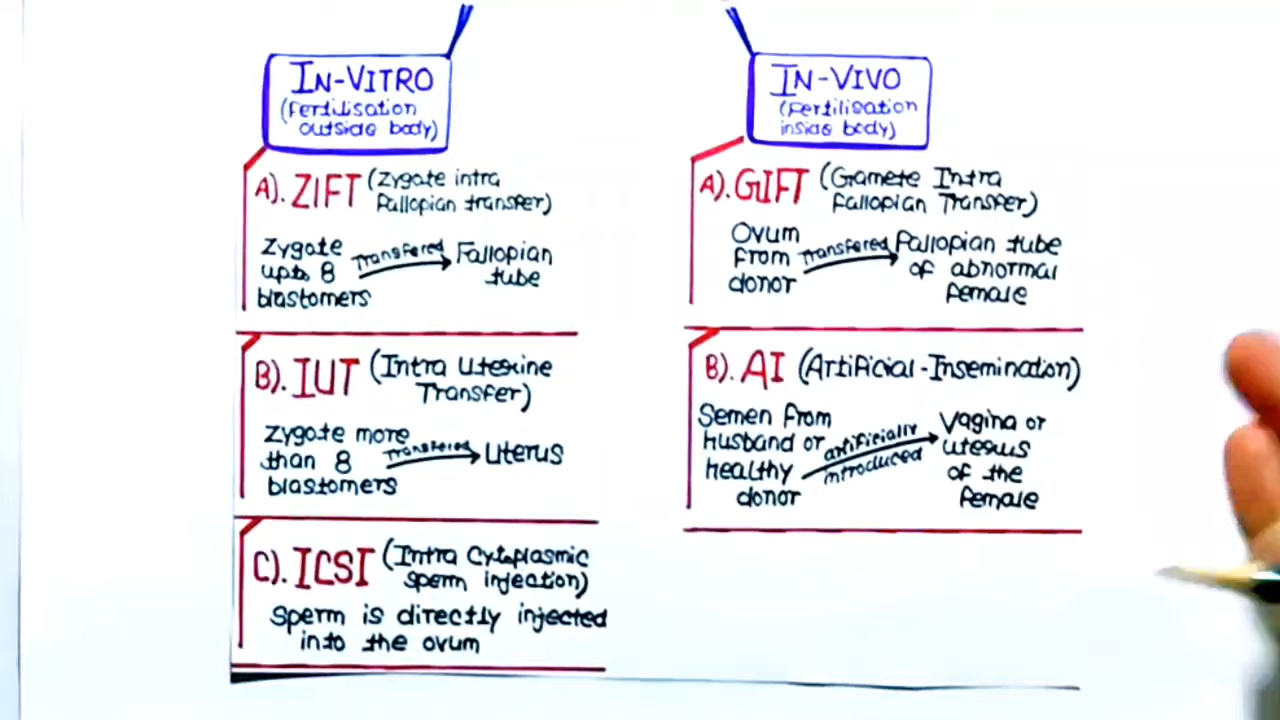 IN-VITRO
(Fertilisation
outside body)
A). ZIFT (Zygote intra
Fallopian transfer)
Zygote
upto 8
blastomers
Transfered
Fallopian
tube
B). IUT (Intra Uterine
Transfer)
Zygote more
than 8
blastomers
Transfered
Uterus
C). ICSI (Intra Cytoplasmic
sperm injection)
Sperm is directly injected
into the ovum
IN-VIVO
(Fertilisation
inside body)
A). GIFT (Gamete Intra
Fallopian Transfer)
Ovum
From
donor
Transfered
Fallopian tube
of abnormal
female
B). AI (Artificial-Insemination)
Semen from
husband or
healthy
donor
artificially
introduced
Vagina or
uterus
of the
female